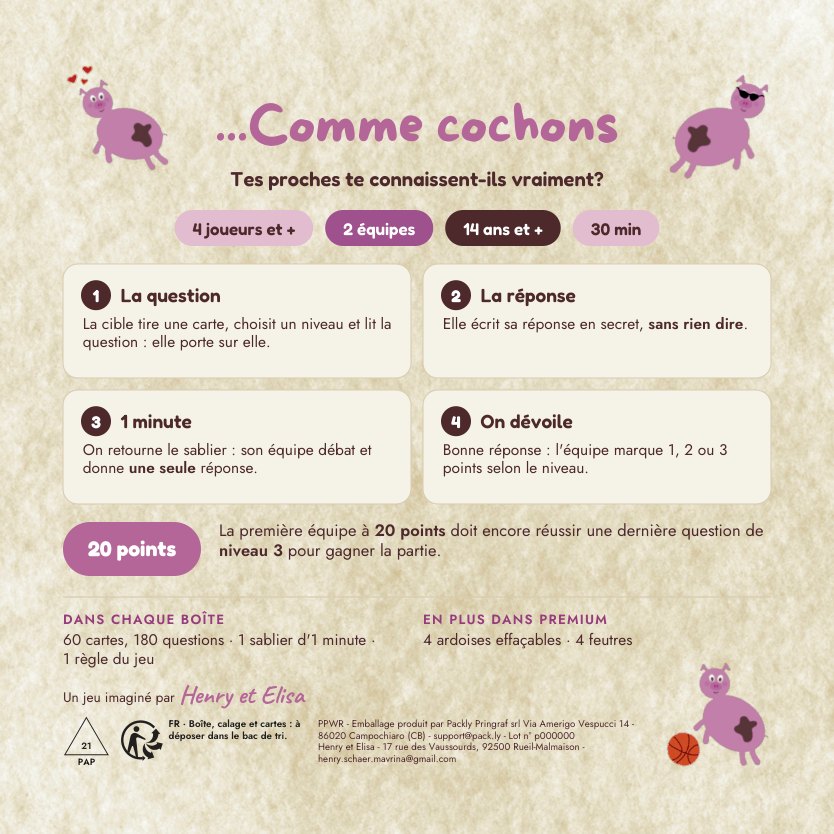 ...Comme cochons
Tes proches te connaissent-ils vraiment?
4 joueurs et +
2 équipes
14 ans et +
30 min
1 La question
La cible tire une carte, choisit un niveau et lit la
question : elle porte sur elle.
2 La réponse
Elle écrit sa réponse en secret, sans rien dire.
3 1 minute
On retourne le sablier : son équipe débat et
donne une seule réponse.
4 On dévoile
Bonne réponse : l'équipe marque 1, 2 ou 3
points selon le niveau.
20 points
La première équipe à 20 points doit encore réussir une dernière question de
niveau 3 pour gagner la partie.
DANS CHAQUE BOÎTE
60 cartes, 180 questions · 1 sablier d'1 minute ·
1 règle du jeu
EN PLUS DANS PREMIUM
4 ardoises effaçables · 4 feutres
Un jeu imaginé par Henry et Elisa
21
PAP
FR - Boîte, calage et cartes : à
déposer dans le bac de tri.
PPWR - Emballage produit par Packly Pringraf srl Via Amerigo Vespucci 14 -
86020 Campochiaro (CB) - support@pack.ly - Lot n° p000000
Henry et Elisa - 17 rue des Vaussourds, 92500 Rueil-Malmaison -
henry.schaer.mavrina@gmail.com